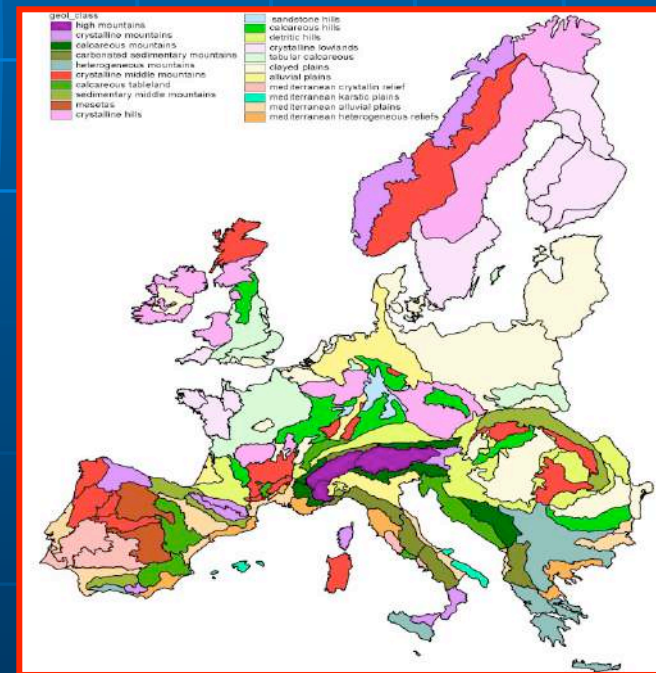 geol_class
high mountains
crystalline mountains
calcareous mountains
carbonated sedimentary mountains
heterogeneous mountains
crystalline middle mountains
calcareous tableland
sedimentary middle mountains
mesetas
crystalline hills
sandstone hills
calcareous hills
detritic hills
crystalline lowlands
tabular calcareous
clayed plains
alluvial plains
mediterranean crystallin relief
mediterranean karstic plains
mediterranean alluvial plains
mediterranean heterogeneous reliefs